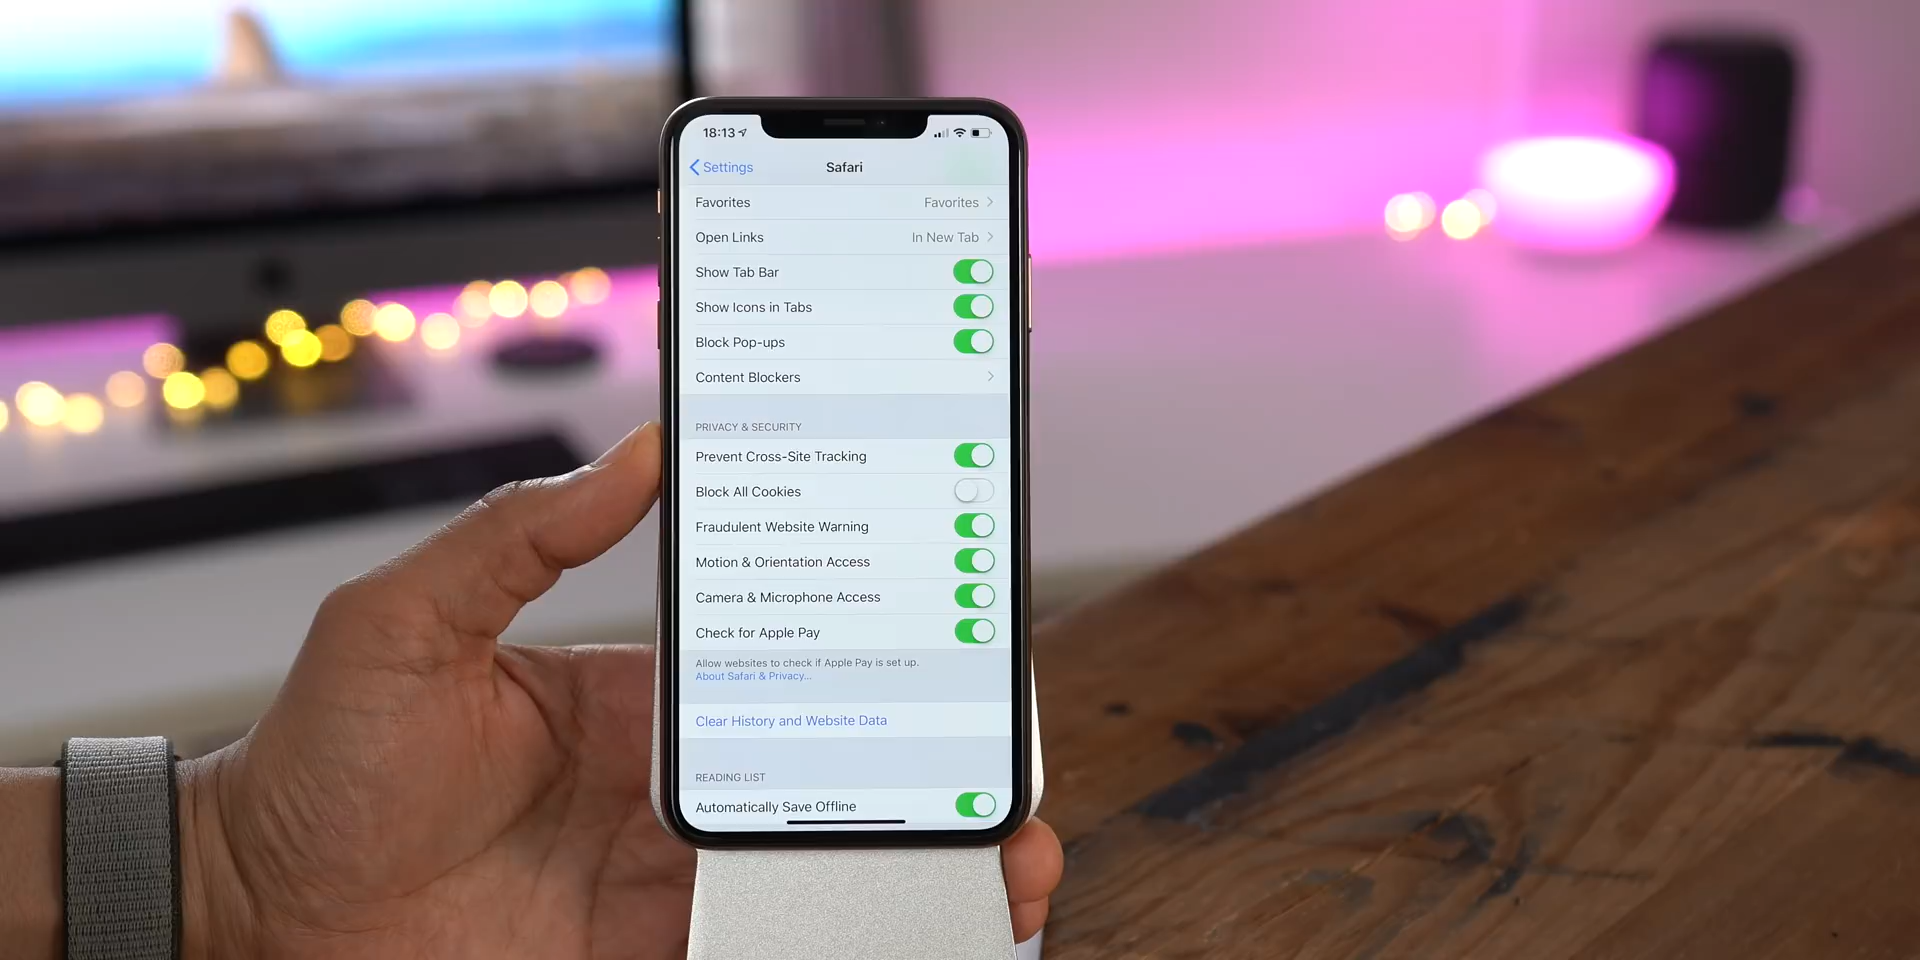 18:13
Settings
Safari
Favorites Favorites
Open Links In New Tab
Show Tab Bar
Show Icons in Tabs
Block Pop-ups
Content Blockers
PRIVACY & SECURITY
Prevent Cross-Site Tracking
Block All Cookies
Fraudulent Website Warning
Motion & Orientation Access
Camera & Microphone Access
Check for Apple Pay
Allow websites to check if Apple Pay is set up.
About Safari & Privacy...
Clear History and Website Data
READING LIST
Automatically Save Offline